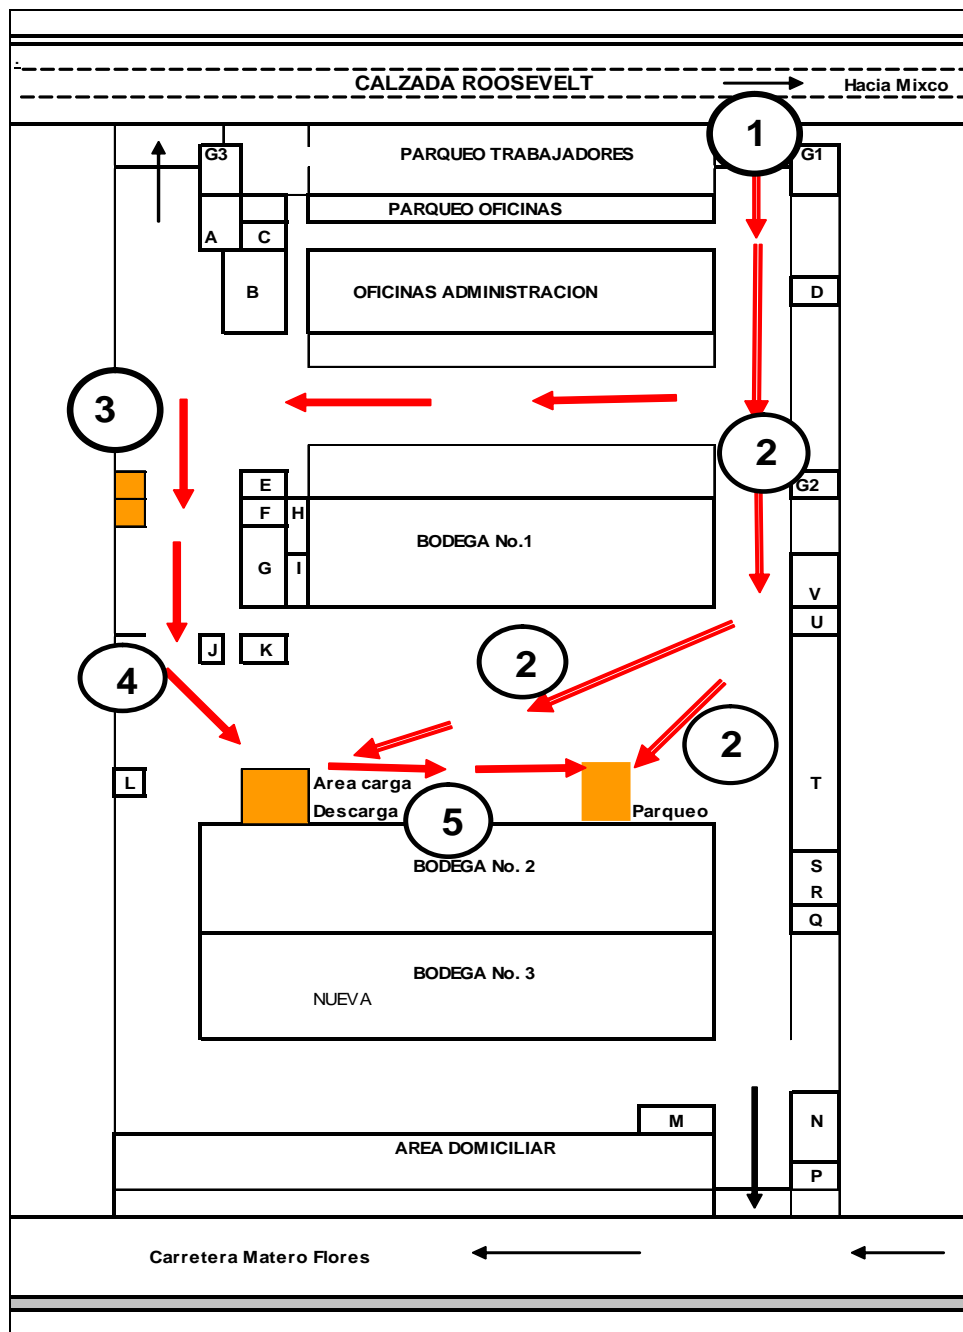 CALZADA ROOSEVELT
Hacia Mixco
1
G3
PARQUEO TRABAJADORES
G1
PARQUEO OFICINAS
A
C
B
OFICINAS ADMINISTRACION
D
3
2
E
G2
F
H
BODEGA No.1
G
I
V
U
J
K
2
4
2
L
Area carga
T
Descarga
5
Parqueo
BODEGA No. 2
S
R
Q
BODEGA No. 3
NUEVA
M
N
AREA DOMICILIAR
P
Carretera Matero Flores